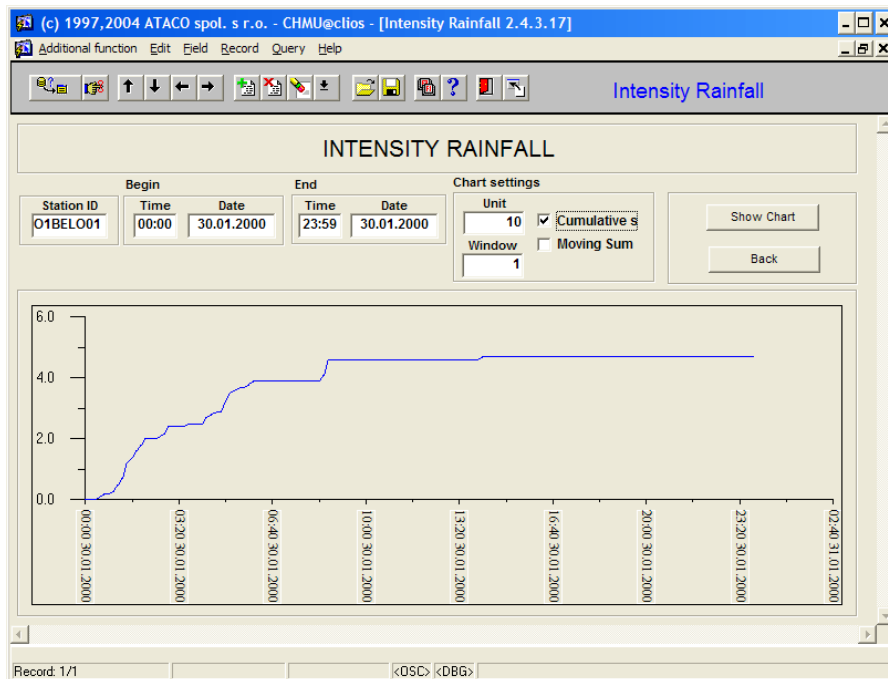 (c) 1997,2004 ATACO spol. s r.o. - CHMU@clios - [Intensity Rainfall 2.4.3.17]
Additional function Edit Field Record Query Help
Intensity Rainfall
INTENSITY RAINFALL
Begin End Chart settings
Station ID Time Date Time Date Unit
O1BELO01 00:00 30.01.2000 23:59 30.01.2000 10 Cumulative s Show Chart
Window Moving Sum
1 Back
6.0
4.0
2.0
0.0
00:00 30.01.2000
03:20 30.01.2000
06:40 30.01.2000
10:00 30.01.2000
13:20 30.01.2000
16:40 30.01.2000
20:00 30.01.2000
23:20 30.01.2000
02:40 31.01.2000
Record: 1/1 <OSC> <DBG>